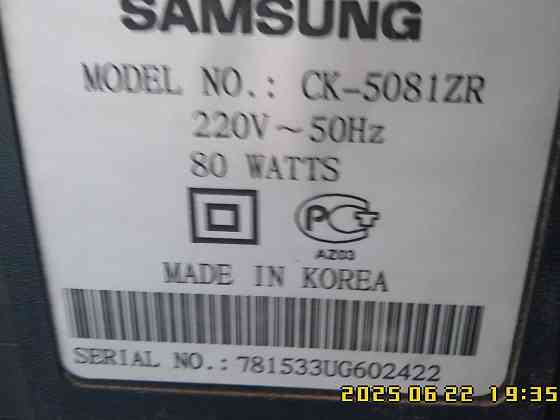 SAMSUNG
MODEL NO.: CK-5081ZR
220V~50Hz
80 WATTS
РСТ
AZ03
MADE IN KOREA
SERIAL NO.: 781533UG602422
2025 06 22 19:35